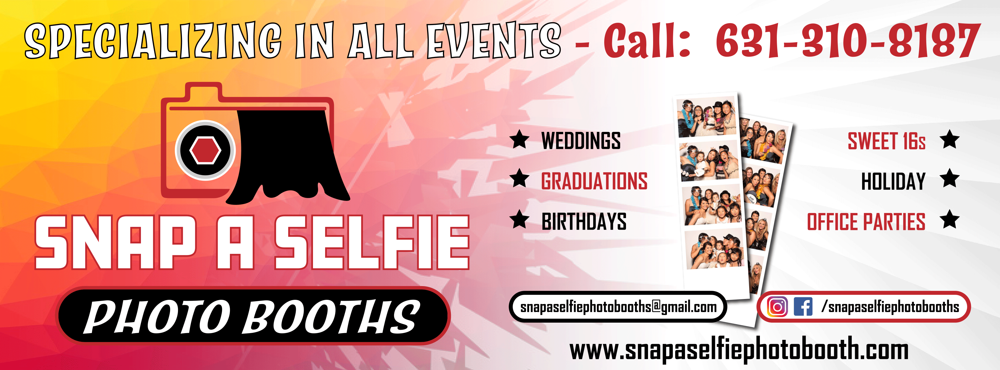 SPECIALIZING IN ALL EVENTS - Call: 631-310-8187
SNAP A SELFIE
PHOTO BOOTHS
WEDDINGS
GRADUATIONS
BIRTHDAYS
SWEET 16s
HOLIDAY
OFFICE PARTIES
just
snapaselfiephotobooths@gmail.com
/snapaselfiephotobooths
www.snapaselfiephotobooth.com